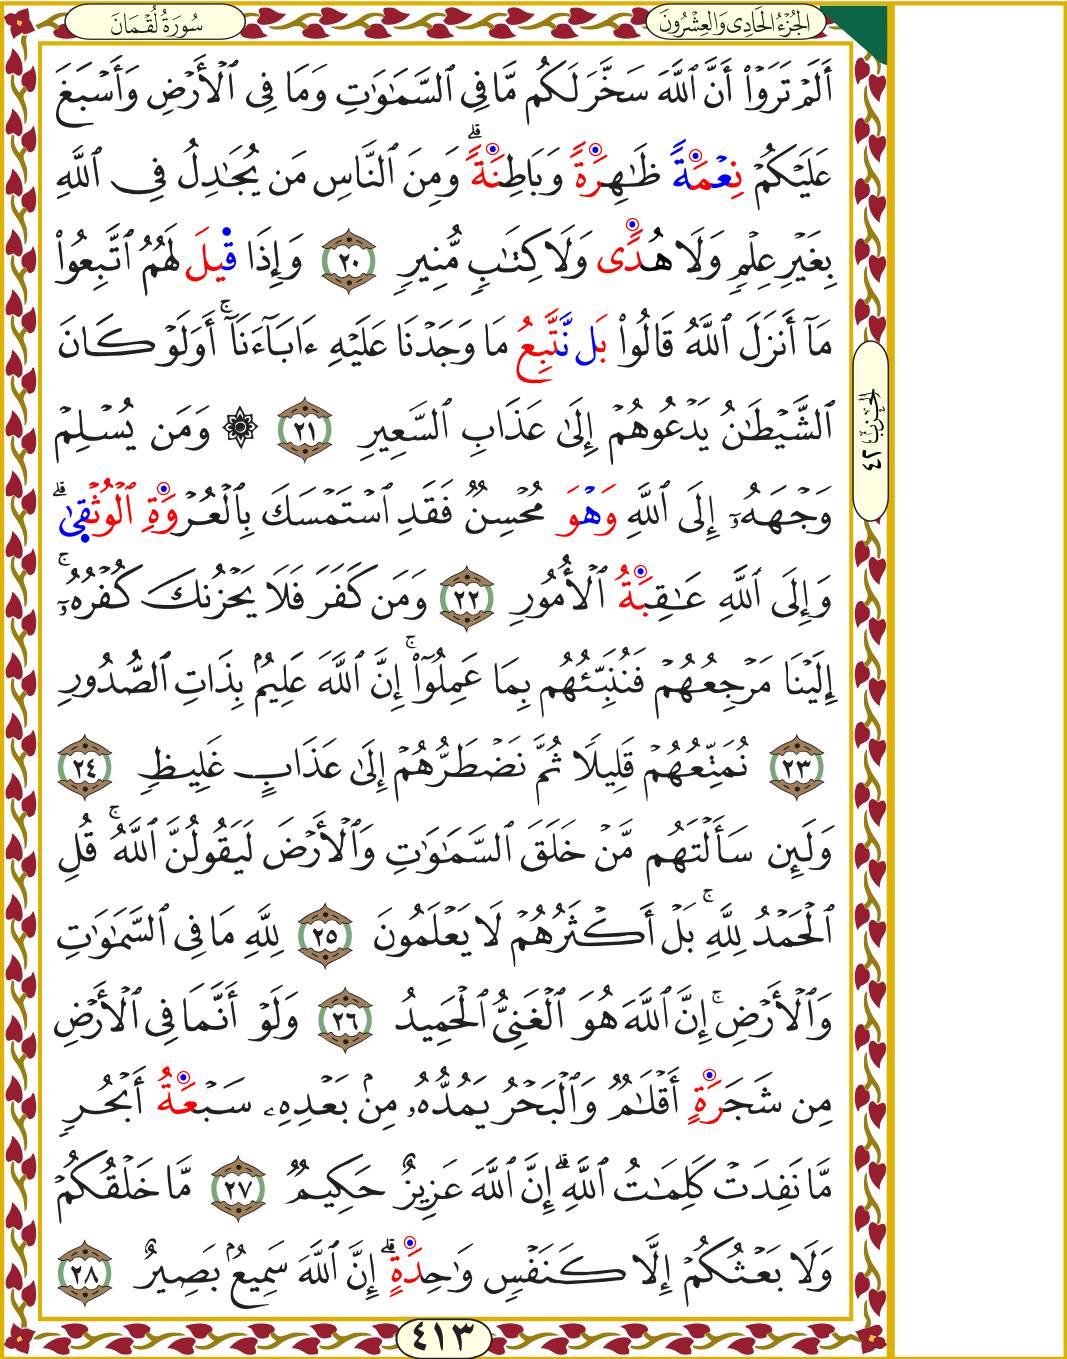 سُورَةُ لُقْمَانَ
الجُزْءُ الحَادِى وَالعِشْرُونَ
أَلَمْ تَرَوْا۟ أَنَّ ٱللَّهَ سَخَّرَ لَكُم مَّا فِى ٱلسَّمَـٰوَٰتِ وَمَا فِى ٱلْأَرْضِ وَأَسْبَغَ
عَلَيْكُمْ نِعْمَةً ظَـٰهِرَةً وَبَاطِنَةً ۗ وَمِنَ ٱلنَّاسِ مَن يُجَـٰدِلُ فِى ٱللَّهِ
بِغَيْرِ عِلْمٍ وَلَا هُدًى وَلَا كِتَـٰبٍ مُّنِيرٍ ٢٠ وَإِذَا قِيلَ لَهُمُ ٱتَّبِعُوا۟
مَآ أَنزَلَ ٱللَّهُ قَالُوا۟ بَل نَّتَّبِعُ مَا وَجَدْنَا عَلَيْهِ ءَابَآءَنَآ ۚ أَوَلَوْ كَانَ
ٱلشَّيْطَـٰنُ يَدْعُوهُمْ إِلَىٰ عَذَابِ ٱلسَّعِيرِ ٢١ ۞ وَمَن يُسْلِمْ
وَجْهَهُۥٓ إِلَى ٱللَّهِ وَهْوَ مُحْسِنٌ فَقَدِ ٱسْتَمْسَكَ بِٱلْعُرْوَةِ ٱلْوُثْقِىٰ ۗ
وَإِلَى ٱللَّهِ عَـٰقِبَةُ ٱلْأُمُورِ ٢٢ وَمَن كَفَرَ فَلَا يَحْزُنكَ كُفْرُهُۥٓ ۚ
إِلَيْنَا مَرْجِعُهُمْ فَنُنَبِّئُهُم بِمَا عَمِلُوٓا۟ ۚ إِنَّ ٱللَّهَ عَلِيمٌۢ بِذَاتِ ٱلصُّدُورِ
٢٣ نُمَتِّعُهُمْ قَلِيلًا ثُمَّ نَضْطَرُّهُمْ إِلَىٰ عَذَابٍ غَلِيظٍ ٢٤
وَلَئِن سَأَلْتَهُم مَّنْ خَلَقَ ٱلسَّمَـٰوَٰتِ وَٱلْأَرْضَ لَيَقُولُنَّ ٱللَّهُ ۚ قُلِ
ٱلْحَمْدُ لِلَّهِ ۚ بَلْ أَكْثَرُهُمْ لَا يَعْلَمُونَ ٢٥ لِلَّهِ مَا فِى ٱلسَّمَـٰوَٰتِ
وَٱلْأَرْضِ ۚ إِنَّ ٱللَّهَ هُوَ ٱلْغَنِىُّ ٱلْحَمِيدُ ٢٦ وَلَوْ أَنَّمَا فِى ٱلْأَرْضِ
مِن شَجَرَةٍ أَقْلَـٰمٌ وَٱلْبَحْرُ يَمُدُّهُۥ مِنۢ بَعْدِهِۦ سَبْعَةُ أَبْحُرٍ
مَّا نَفِدَتْ كَلِمَـٰتُ ٱللَّهِ ۗ إِنَّ ٱللَّهَ عَزِيزٌ حَكِيمٌ ٢٧ مَّا خَلْقُكُمْ
وَلَا بَعْثُكُمْ إِلَّا كَنَفْسٍ وَٰحِدَةٍ ۗ إِنَّ ٱللَّهَ سَمِيعٌۢ بَصِيرٌ ٢٨
الحِزب ٤٢
٤١٣